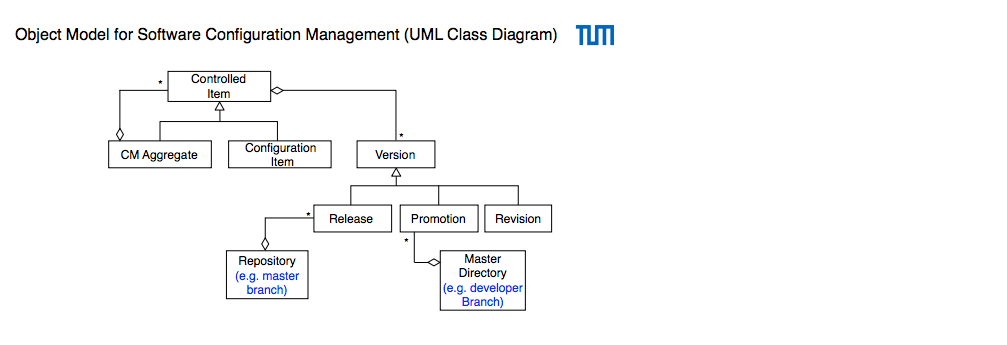 Object Model for Software Configuration Management (UML Class Diagram)
TUM
Controlled
Item
*
*
CM Aggregate
Configuration
Item
Version
*
Release
Promotion
Revision
*
Repository
(e.g. master
branch)
Master
Directory
(e.g. developer
Branch)